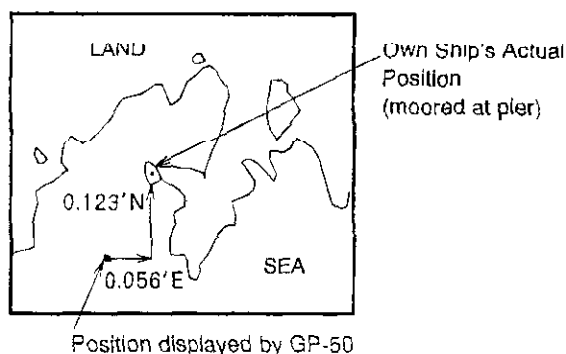 LAND
Own Ship's Actual
Position
(moored at pier)
0.123'N
0.056'E
SEA
Position displayed by GP-50